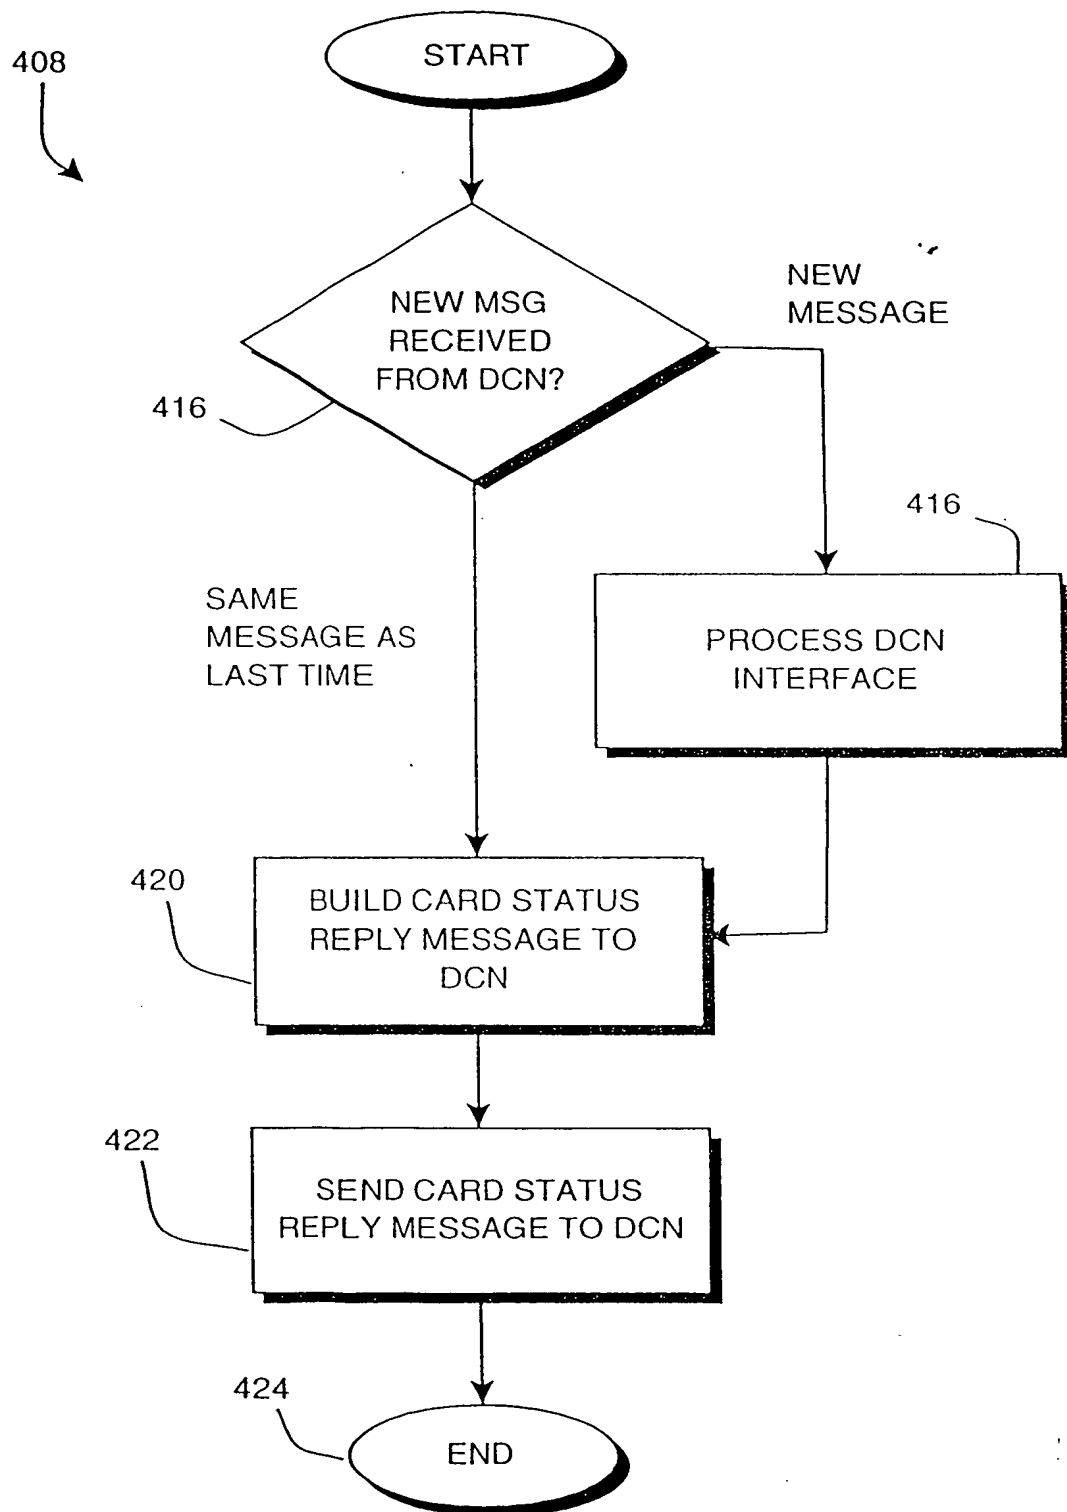 START
408
NEW MSG
RECEIVED
FROM DCN?
NEW
MESSAGE
416
416
SAME
MESSAGE AS
LAST TIME
PROCESS DCN
INTERFACE
420
BUILD CARD STATUS
REPLY MESSAGE TO
DCN
422
SEND CARD STATUS
REPLY MESSAGE TO DCN
424
END